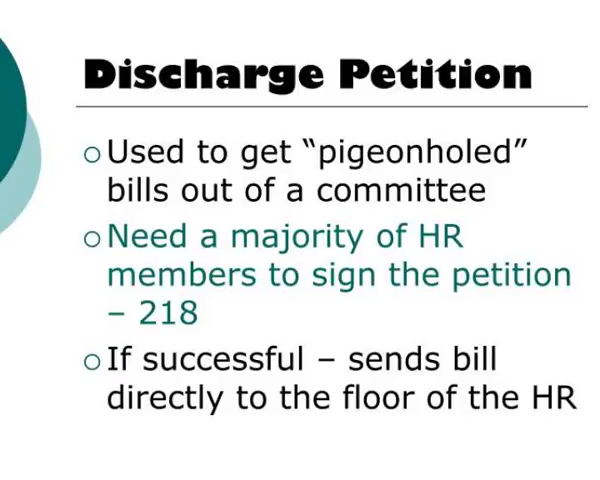 Discharge Petition
Used to get “pigeonholed”
bills out of a committee
Need a majority of HR
members to sign the petition
– 218
If successful – sends bill
directly to the floor of the HR